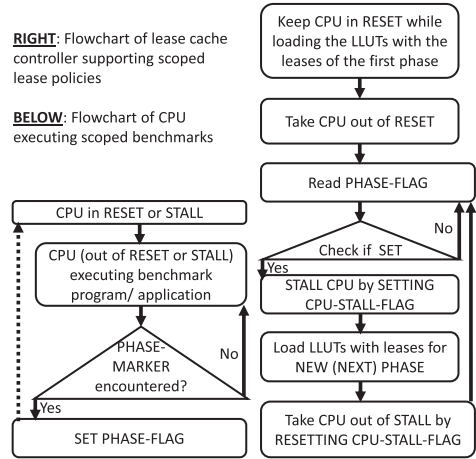 RIGHT: Flowchart of lease cache
controller supporting scoped
lease policies
BELOW: Flowchart of CPU
executing scoped benchmarks
Keep CPU in RESET while
loading the LLUTs with the
leases of the first phase
Take CPU out of RESET
Read PHASE-FLAG
No
Check if SET
Yes
STALL CPU by SETTING
CPU-STALL-FLAG
Load LLUTs with leases for
NEW (NEXT) PHASE
Take CPU out of STALL by
RESETTING CPU-STALL-FLAG
CPU in RESET or STALL
CPU (out of RESET or STALL)
executing benchmark
program/ application
PHASE-
MARKER
encountered?
No
Yes
SET PHASE-FLAG